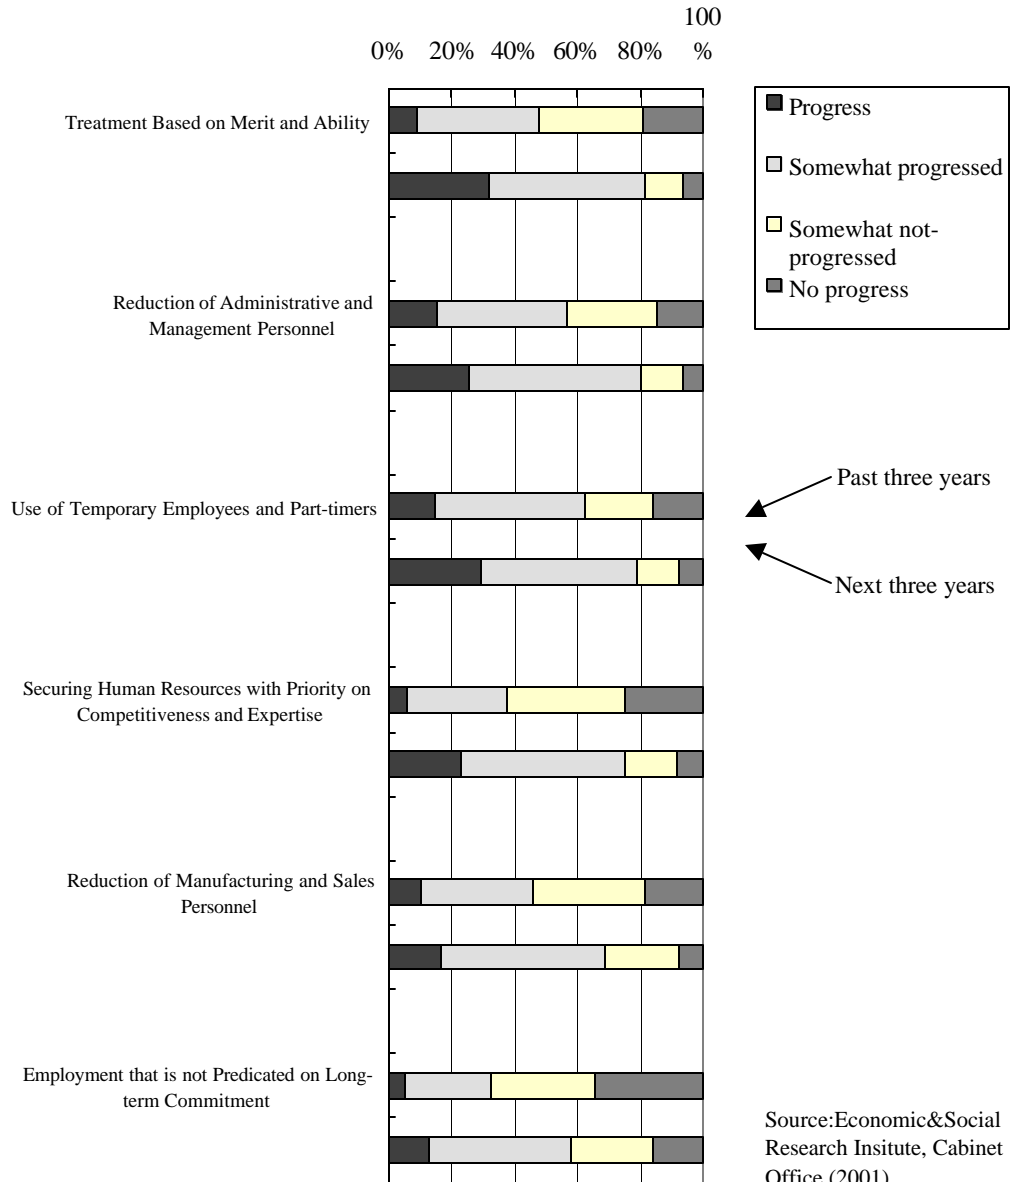 100
0% 20% 40% 60% 80% %
Treatment Based on Merit and Ability
Reduction of Administrative and
Management Personnel
Use of Temporary Employees and Part-timers
Securing Human Resources with Priority on
Competitiveness and Expertise
Reduction of Manufacturing and Sales
Personnel
Employment that is not Predicated on Long-
term Commitment
Progress
Somewhat progressed
Somewhat not-
progressed
No progress
Past three years
Next three years
Source:Economic&Social
Research Insitute, Cabinet
Office (2001)